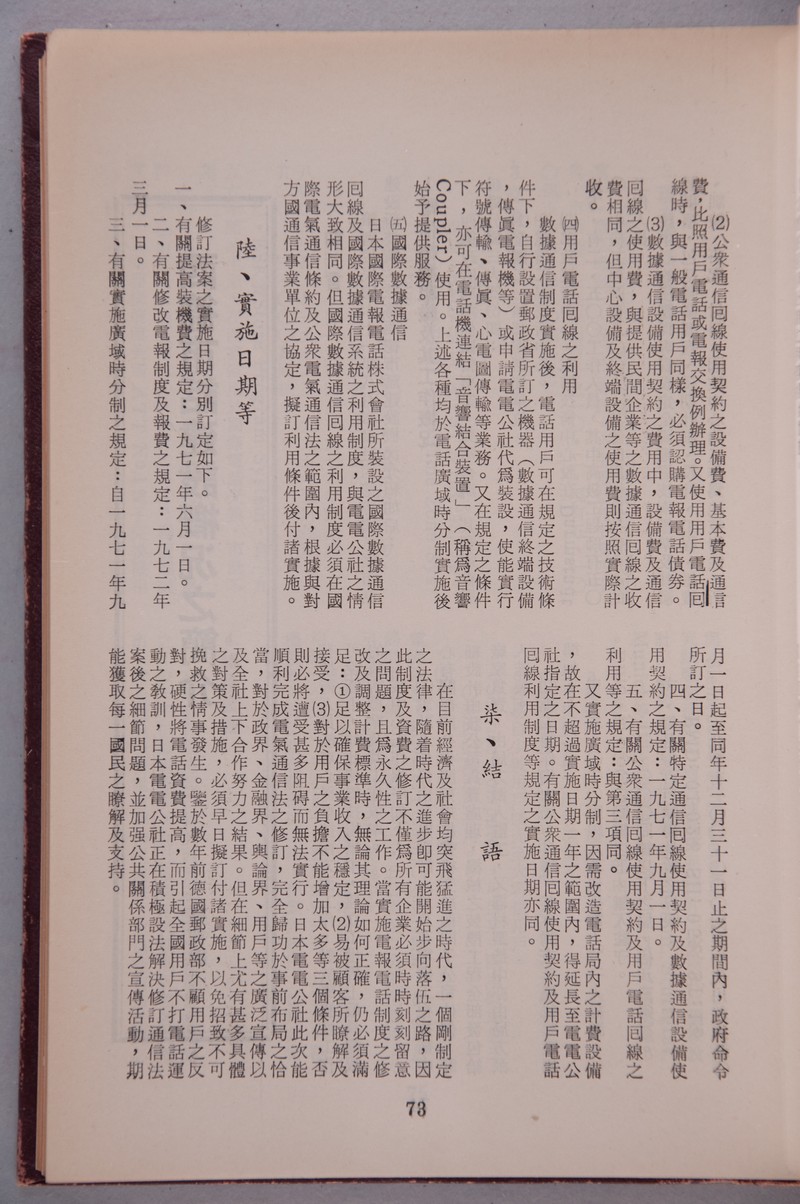 ⑵公衆通信囘線使用契約之設備費、基本費及通信
費，比照用戶電話或電報交換例辦理。又使用用戶電話囘
線時，與一般電話用戶同樣，必須認購電報電話債券。
⑶數據通信設備使用契約之費用中，設備費及通信
囘線之使用費，與提供民間企業等之數據通信囘線之收
費相同，但中心設備及終端設備之使用費則按照實際計
收。
㈣用戶電話囘線之利用
數據通信制度實施後，電話用戶可在規定之技術條
件下，自行設置郵政省所訂之機器（數據通信終端設備
，傳眞電報機等）或申請電電公社代爲裝設，使能實行
符號傳輸、傳眞、心電圖傳輸等業務。又在規定之條件
下，亦可在電話機連結「音響結合裝置」（稱爲音響
Coupler）使用。上述各種均於電話廣域時分制實施後
始予提供服務。
㈤國際數據通信
日本國際電報電話株式會社所裝設之國際數據通信
囘線及國際數據通信系統之利用制度，與電電公社之情
形大致相同。但國際數據通信囘線之利用制度必須在國
際電氣通信條約及公衆電氣通信法之範圍內，根據與對
方國通信事業單位之協定，擬訂利用條件後付諸實施。
陸、實施日期等
修訂法案之實施日期分別訂定如下。
一、有關提高裝機費之規定：一九七一年六月一日。
二、有關修改電報制度及報費之規定：一九七二年
三月一日。
三、有關實施廣域時分制之規定：自一九七一年九
月一日起至同年十二月三十一日止之期間內，政府命令
所訂之日。
四、有關特定通信囘線使用契約及數據通信設備使
用契約之規定：一九七一年九月一日。
五、有關公衆通信囘線使用契約及用戶電話囘線之
利用等之規定：與第三項同。
又實施廣域時分制，因需改造電話局內之計費設備
，故在不超過實施日期一年之範圍內，得延長至電電公
社指定之日期。有關公衆通信囘線使用契約及用戶電話
囘線利用制度等規定之實施日期亦同。
柒、結語
在目前經濟及社會均突飛猛進之時代，一個剛制定
之法律，隨着時代之進步卽可能開始步向落伍之路，因
此制度及資費之修訂不僅爲所有企業必須時時刻刻留意
之問題，且爲永久性之工作。當實施電報電話制度之修
改及調整計費標準時，無論其理論如何正確，仍必須滿
足：①足以確保事業收入之穩定，⑵易被顧客所瞭解及
接受，⑶對於用戶之負擔不能增加太多等三個條件，否
則必將遭受甚多阻碍而無法實行。日本電電公社此次能
順利完成電氣通信法之修訂，完全歸功於事前布局之恰
當，對於政界、金融界、輿論界、用戶等之廣泛宣傳以
及全社上下合作努力之結果。但在細節上尤有甚多具體
之對策及措施，必須早日擬訂付諸實施，以免招致不可
挽救之情事發生。鑒於數年前德國郵政部不顧用戶之反
對，硬性將電話資費提高，而引起全國用戶不打電話運
動之教訓，日本電電公社正在積極設法解決修訂通信法
案後之細節問題，並加强公共關係部門之宣傳活動，期
能獲取每一國民之瞭解及支持。
73